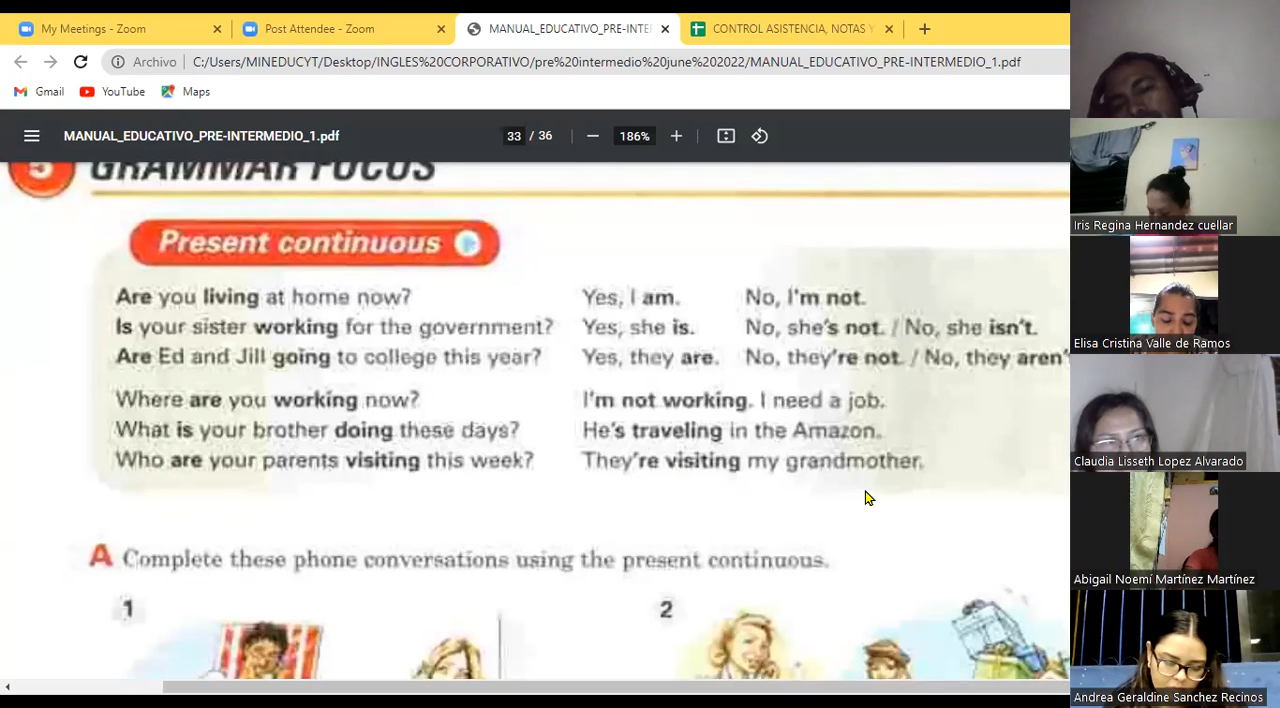 My Meetings - Zoom
Post Attendee - Zoom
MANUAL_EDUCATIVO_PRE-INTER
CONTROL ASISTENCIA, NOTAS Y
Archivo | C:/Users/MINEDUCYT/Desktop/INGLES%20CORPORATIVO/pre%20intermedio%20june%202022/MANUAL_EDUCATIVO_PRE-INTERMEDIO_1.pdf
Gmail YouTube Maps
MANUAL_EDUCATIVO_PRE-INTERMEDIO_1.pdf 33 / 36 186%
5 GRAMMAR FOCUS
Present continuous
Are you living at home now? Yes, I am. No, I'm not.
Is your sister working for the government? Yes, she is. No, she's not. / No, she isn't.
Are Ed and Jill going to college this year? Yes, they are. No, they're not. / No, they aren't
Where are you working now? I'm not working. I need a job.
What is your brother doing these days? He's traveling in the Amazon.
Who are your parents visiting this week? They're visiting my grandmother.
A Complete these phone conversations using the present continuous.
1 2
Iris Regina Hernandez cuellar
Elisa Cristina Valle de Ramos
Claudia Lisseth Lopez Alvarado
Abigail Noemí Martínez Martínez
Andrea Geraldine Sanchez Recinos